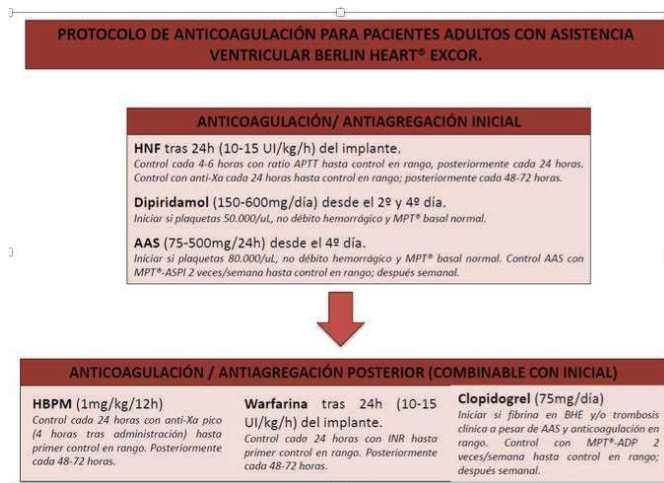 PROTOCOLO DE ANTICOAGULACIÓN PARA PACIENTES ADULTOS CON ASISTENCIA
VENTRICULAR BERLIN HEART® EXCOR.
ANTICOAGULACIÓN/ ANTIAGREGACIÓN INICIAL
HNF tras 24h (10-15 UI/kg/h) del implante.
Control cada 4-6 horas con ratio APTT hasta control en rango, posteriormente cada 24 horas.
Control con anti-Xa cada 24 horas hasta control en rango; posteriormente cada 48-72 horas.
Dipiridamol (150-600mg/día) desde el 2º y 4º día.
Iniciar si plaquetas 50.000/uL, no débito hemorrágico y MPT® basal normal.
AAS (75-500mg/24h) desde el 4º día.
Iniciar si plaquetas 80.000/uL, no débito hemorrágico y MPT® basal normal. Control AAS con
MPT®-ASPI 2 veces/semana hasta control en rango; después semanal.
ANTICOAGULACIÓN / ANTIAGREGACIÓN POSTERIOR (COMBINABLE CON INICIAL)
HBPM (1mg/kg/12h)
Control cada 24 horas con anti-Xa pico
(4 horas tras administración) hasta
primer control en rango. Posteriormente
cada 48-72 horas.
Warfarina tras 24h (10-15
UI/kg/h) del implante.
Control cada 24 horas con INR hasta
primer control en rango. Posteriormente
cada 48-72 horas.
Clopidogrel (75mg/día)
Iniciar si fibrina en BHE y/o trombosis
clínica a pesar de AAS y anticoagulación en
rango. Control con MPT®-ADP 2
veces/semana hasta control en rango;
después semanal.